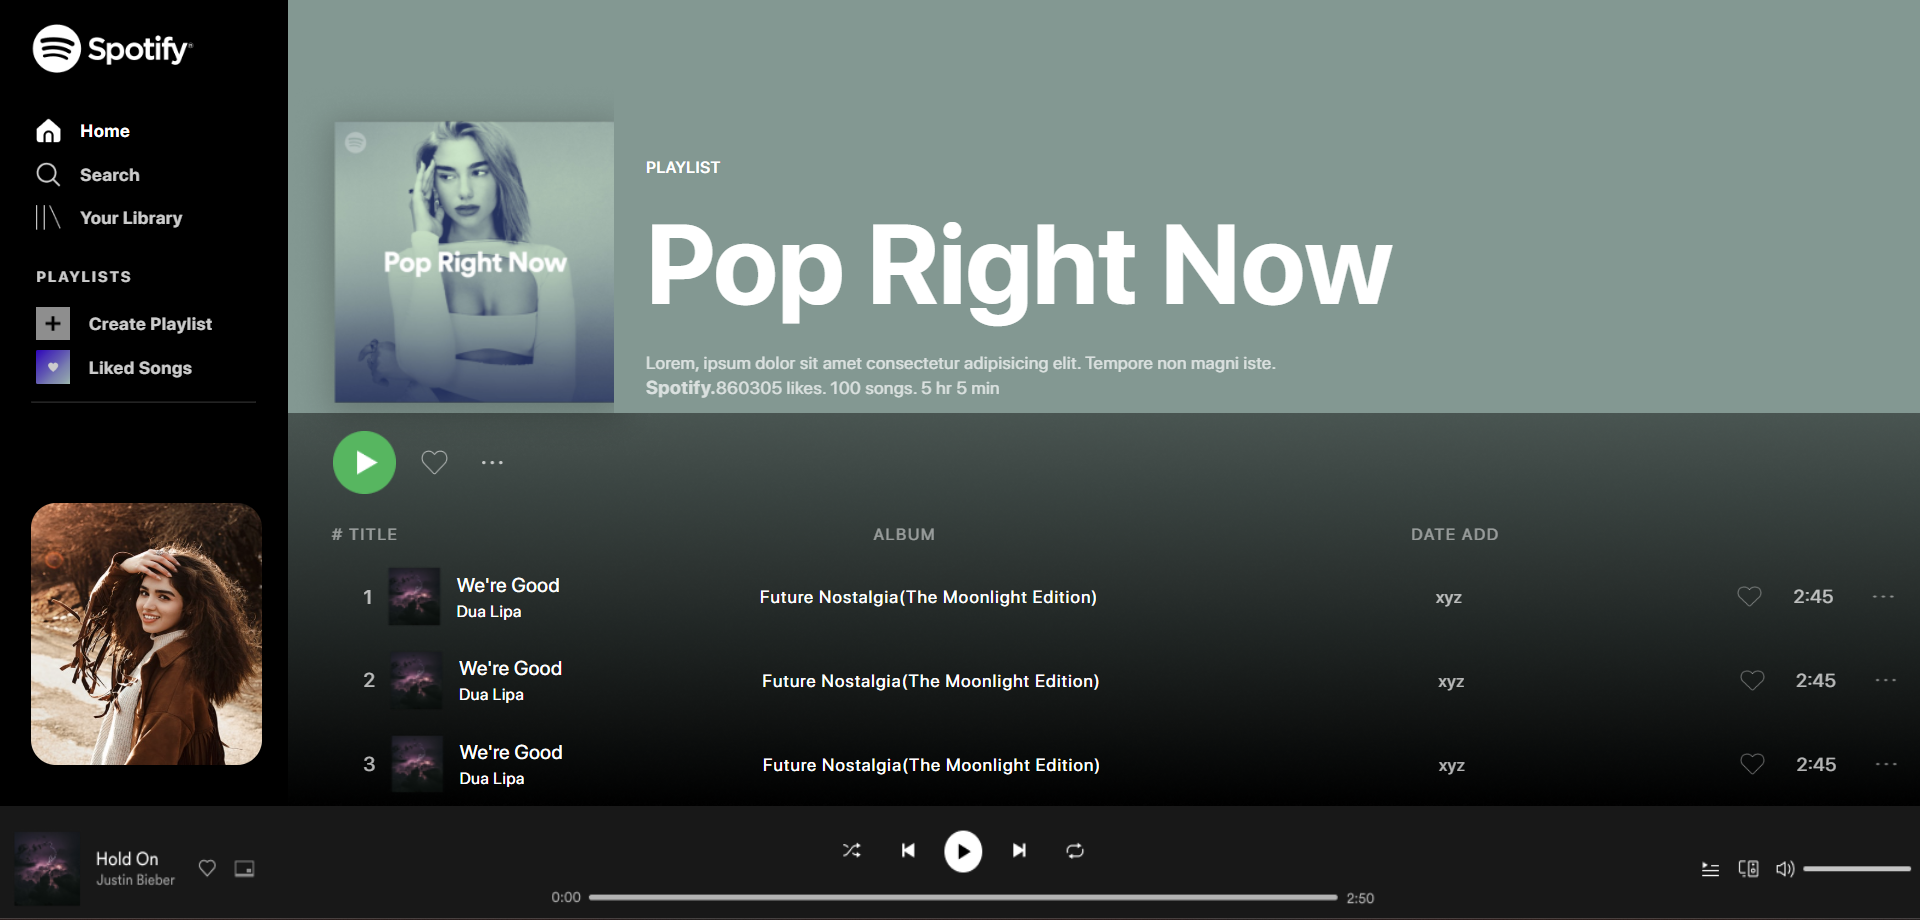 Spotify
Home
Search
Your Library
PLAYLISTS
Create Playlist
Liked Songs
Pop Right Now
PLAYLIST
Pop Right Now
Lorem, ipsum dolor sit amet consectetur adipisicing elit. Tempore non magni iste.
Spotify.860305 likes. 100 songs. 5 hr 5 min
# TITLE ALBUM DATE ADD
1 We're Good Future Nostalgia(The Moonlight Edition) xyz 2:45
Dua Lipa
2 We're Good Future Nostalgia(The Moonlight Edition) xyz 2:45
Dua Lipa
3 We're Good Future Nostalgia(The Moonlight Edition) xyz 2:45
Dua Lipa
Hold On
Justin Bieber
0:00 2:50